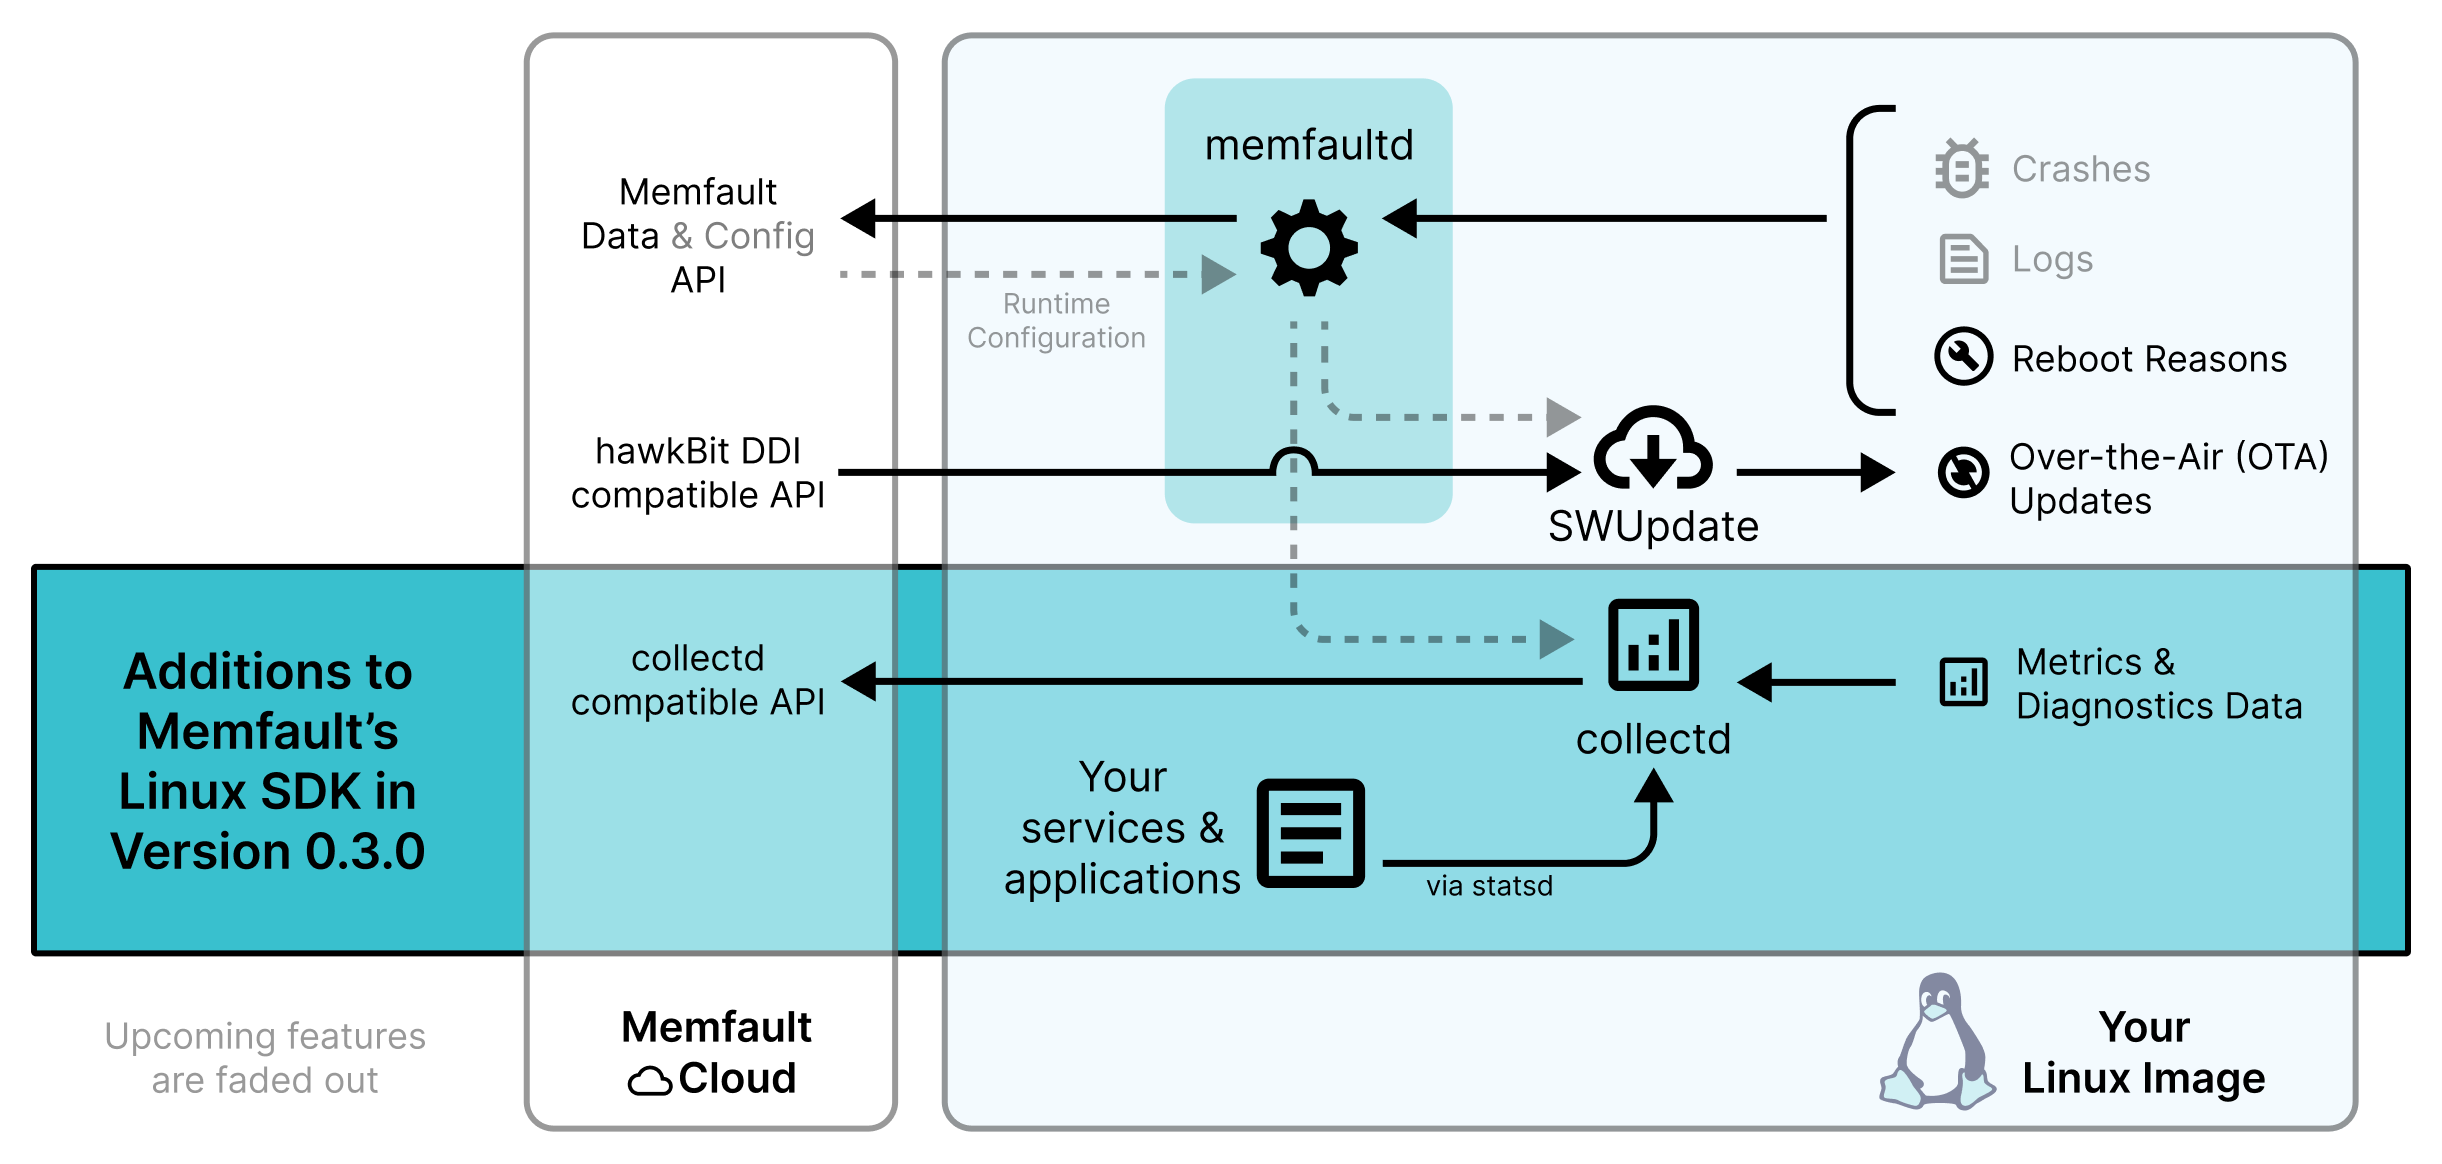 memfaultd
Memfault
Data & Config
API
Runtime
Configuration
Crashes
Logs
Reboot Reasons
hawkBit DDI
compatible API
SWUpdate
Over-the-Air (OTA)
Updates
Additions to
Memfault’s
Linux SDK in
Version 0.3.0
collectd
compatible API
collectd
Metrics &
Diagnostics Data
Your
services &
applications
via statsd
Upcoming features
are faded out
Memfault
Cloud
Your
Linux Image